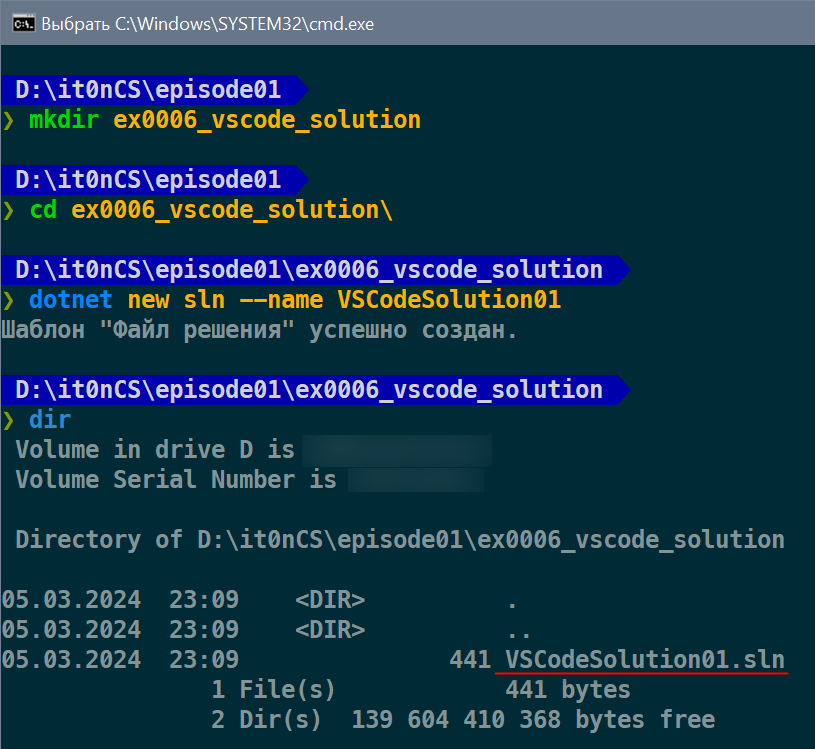 Выбрать C:\Windows\SYSTEM32\cmd.exe
D:\it0nCS\episode01
❯ mkdir ex0006_vscode_solution
D:\it0nCS\episode01
❯ cd ex0006_vscode_solution\
D:\it0nCS\episode01\ex0006_vscode_solution
❯ dotnet new sln --name VSCodeSolution01
Шаблон "Файл решения" успешно создан.
D:\it0nCS\episode01\ex0006_vscode_solution
❯ dir
Volume in drive D is
Volume Serial Number is
Directory of D:\it0nCS\episode01\ex0006_vscode_solution
05.03.2024  23:09    <DIR>          .
05.03.2024  23:09    <DIR>          ..
05.03.2024  23:09               441 VSCodeSolution01.sln
1 File(s)            441 bytes
2 Dir(s)  139 604 410 368 bytes free